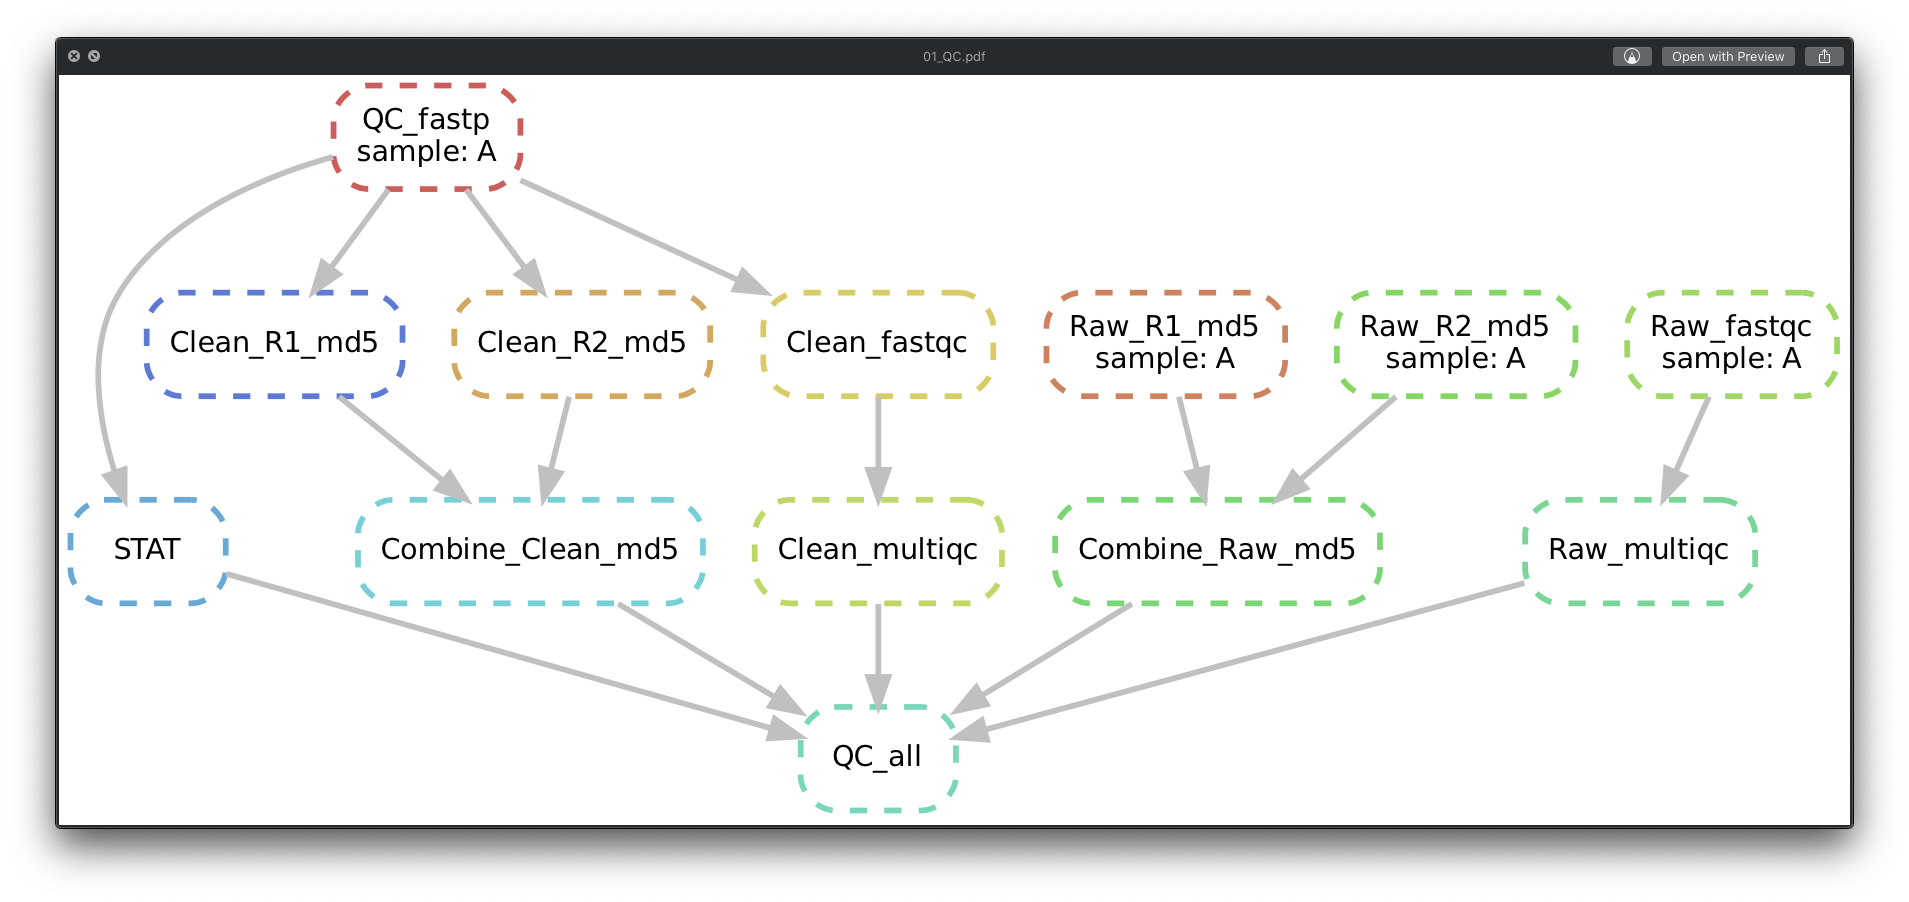 01_QC.pdf
Open with Preview
QC_fastp
sample: A
Clean_R1_md5
Clean_R2_md5
Clean_fastqc
Raw_R1_md5
sample: A
Raw_R2_md5
sample: A
Raw_fastqc
sample: A
STAT
Combine_Clean_md5
Clean_multiqc
Combine_Raw_md5
Raw_multiqc
QC_all